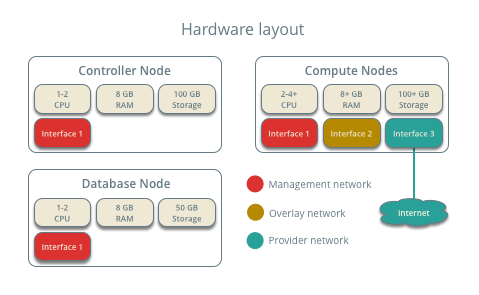 Hardware layout
Controller Node
1-2
CPU
8 GB
RAM
100 GB
Storage
Interface 1
Compute Nodes
2-4+
CPU
8+ GB
RAM
100+ GB
Storage
Interface 1
Interface 2
Interface 3
Database Node
1-2
CPU
8 GB
RAM
50 GB
Storage
Interface 1
Management network
Overlay network
Provider network
Internet